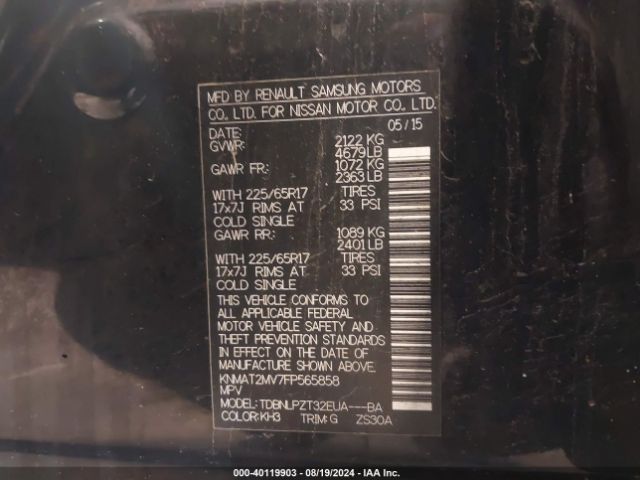 MFD BY RENAULT SAMSUNG MOTORS
CO., LTD. FOR NISSAN MOTOR CO., LTD.
DATE: 05/15
GVWR: 2122 KG
4679 LB
GAWR FR: 1072 KG
2363 LB
WITH 225/65R17 TIRES
17x7J RIMS AT 33 PSI
COLD SINGLE
GAWR RR: 1089 KG
2401 LB
WITH 225/65R17 TIRES
17x7J RIMS AT 33 PSI
COLD SINGLE
THIS VEHICLE CONFORMS TO
ALL APPLICABLE FEDERAL
MOTOR VEHICLE SAFETY AND
THEFT PREVENTION STANDARDS
IN EFFECT ON THE DATE OF
MANUFACTURE SHOWN ABOVE.
KNMAT2MV7FP565858
MPV
MODEL: TDBNLPZT32EUA---BA
COLOR: KH3 TRIM: G ZS30A
000-40119903 - 08/19/2024 - IAA Inc.